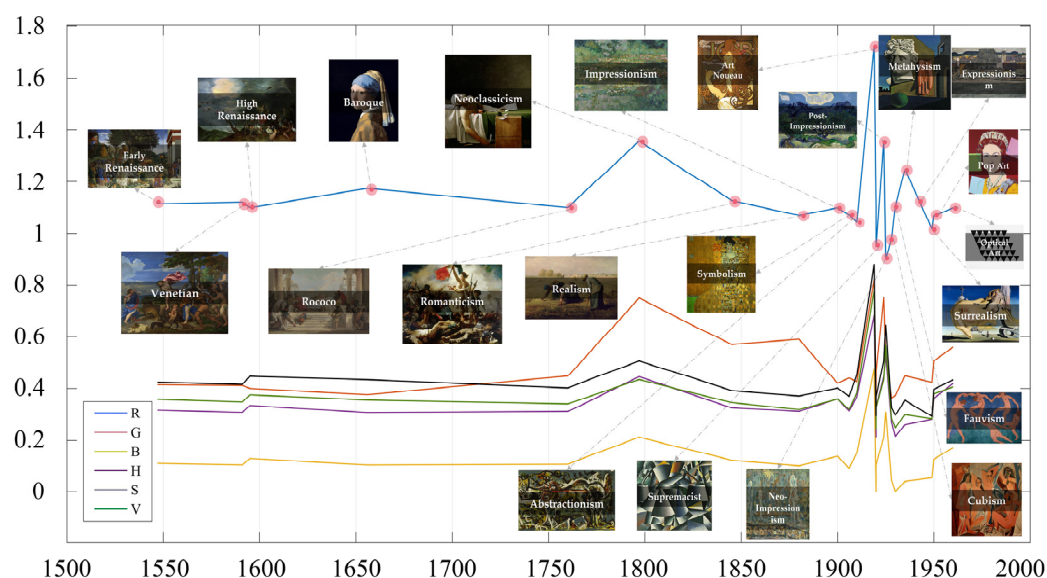 1.8
1.6
1.4
1.2
1
0.8
0.6
0.4
0.2
0
Early
Renaissance
High
Renaissance
Baroque
Neoclassicism
Impressionism
Art
Noueau
Metahysism
Expressionis
m
Post-
Impressionism
Pop Art
Optical
Art
Venetian
Rococo
Romanticism
Realism
Symbolism
Surrealism
Fauvism
Abstractionism
Supremacist
Neo-
Impression
ism
Cubism
R
G
B
H
S
V
1500
1550
1600
1650
1700
1750
1800
1850
1900
1950
2000